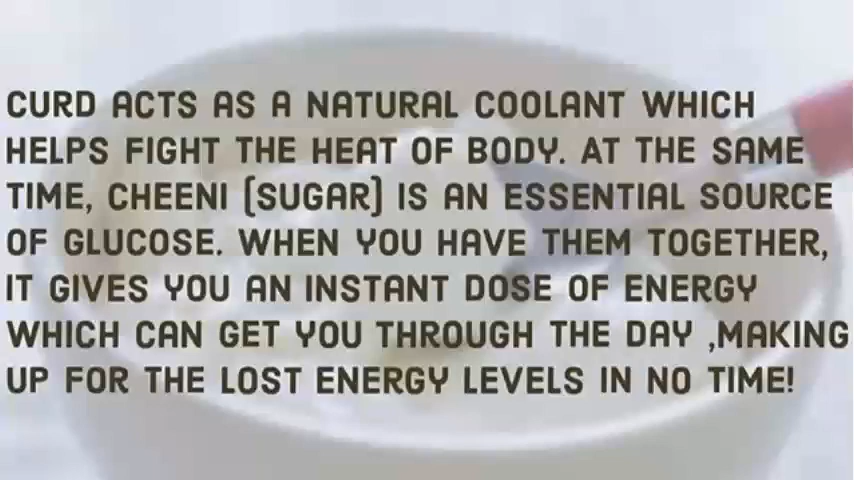 CURD ACTS AS A NATURAL COOLANT WHICH
HELPS FIGHT THE HEAT OF BODY. AT THE SAME
TIME, CHEENI (SUGAR) IS AN ESSENTIAL SOURCE
OF GLUCOSE. WHEN YOU HAVE THEM TOGETHER,
IT GIVES YOU AN INSTANT DOSE OF ENERGY
WHICH CAN GET YOU THROUGH THE DAY ,MAKING
UP FOR THE LOST ENERGY LEVELS IN NO TIME!